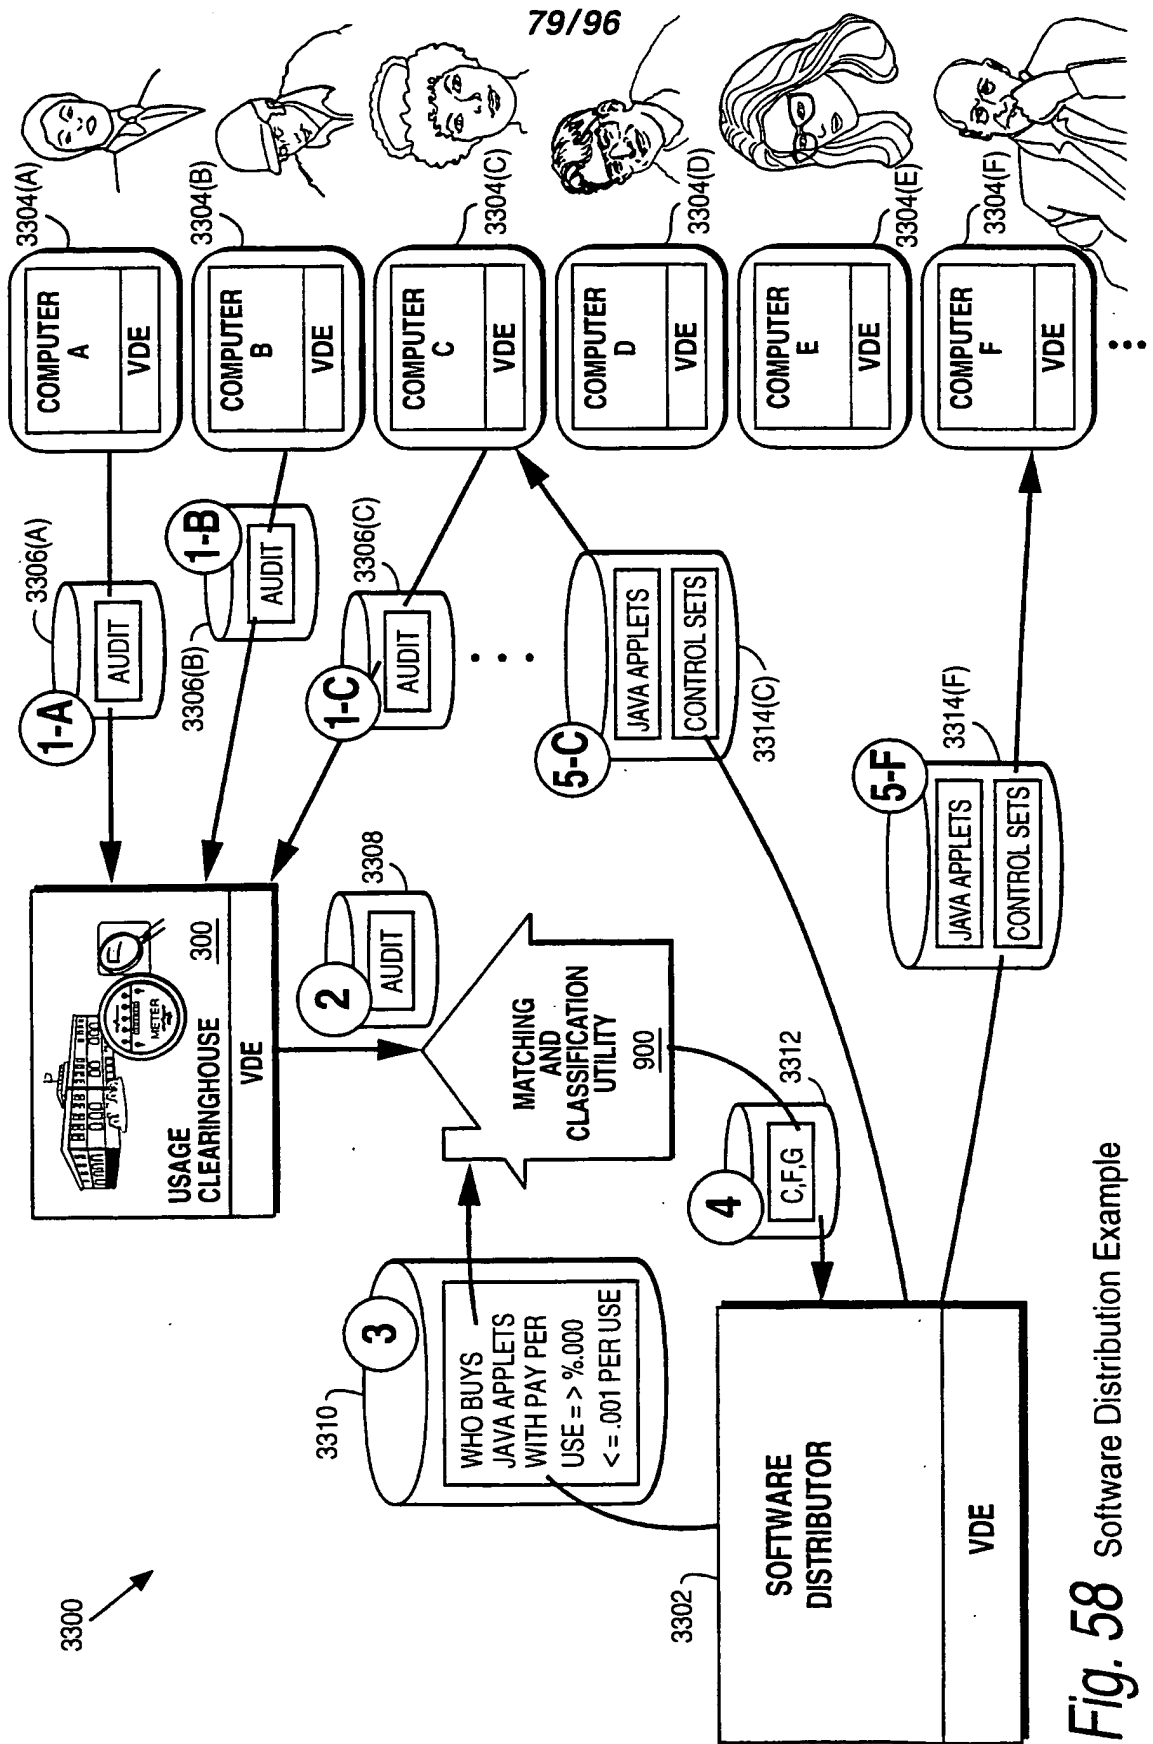 79/96
3300
3304(A)
COMPUTER
A
VDE
3304(B)
COMPUTER
B
VDE
3304(C)
COMPUTER
C
VDE
3304(D)
COMPUTER
D
VDE
3304(E)
COMPUTER
E
VDE
3304(F)
COMPUTER
F
VDE
3306(A)
1-A
AUDIT
3306(B)
1-B
AUDIT
3306(C)
1-C
AUDIT
USAGE
CLEARINGHOUSE
300
METER
VDE
2
3308
AUDIT
MATCHING
AND
CLASSIFICATION
UTILITY
900
3310
3
WHO BUYS
JAVA APPLETS
WITH PAY PER
USE = > %.000
< = .001 PER USE
4
3312
C,F,G
5-C
JAVA APPLETS
CONTROL SETS
3314(C)
5-F
JAVA APPLETS
CONTROL SETS
3314(F)
3302
SOFTWARE
DISTRIBUTOR
VDE
Fig. 58 Software Distribution Example